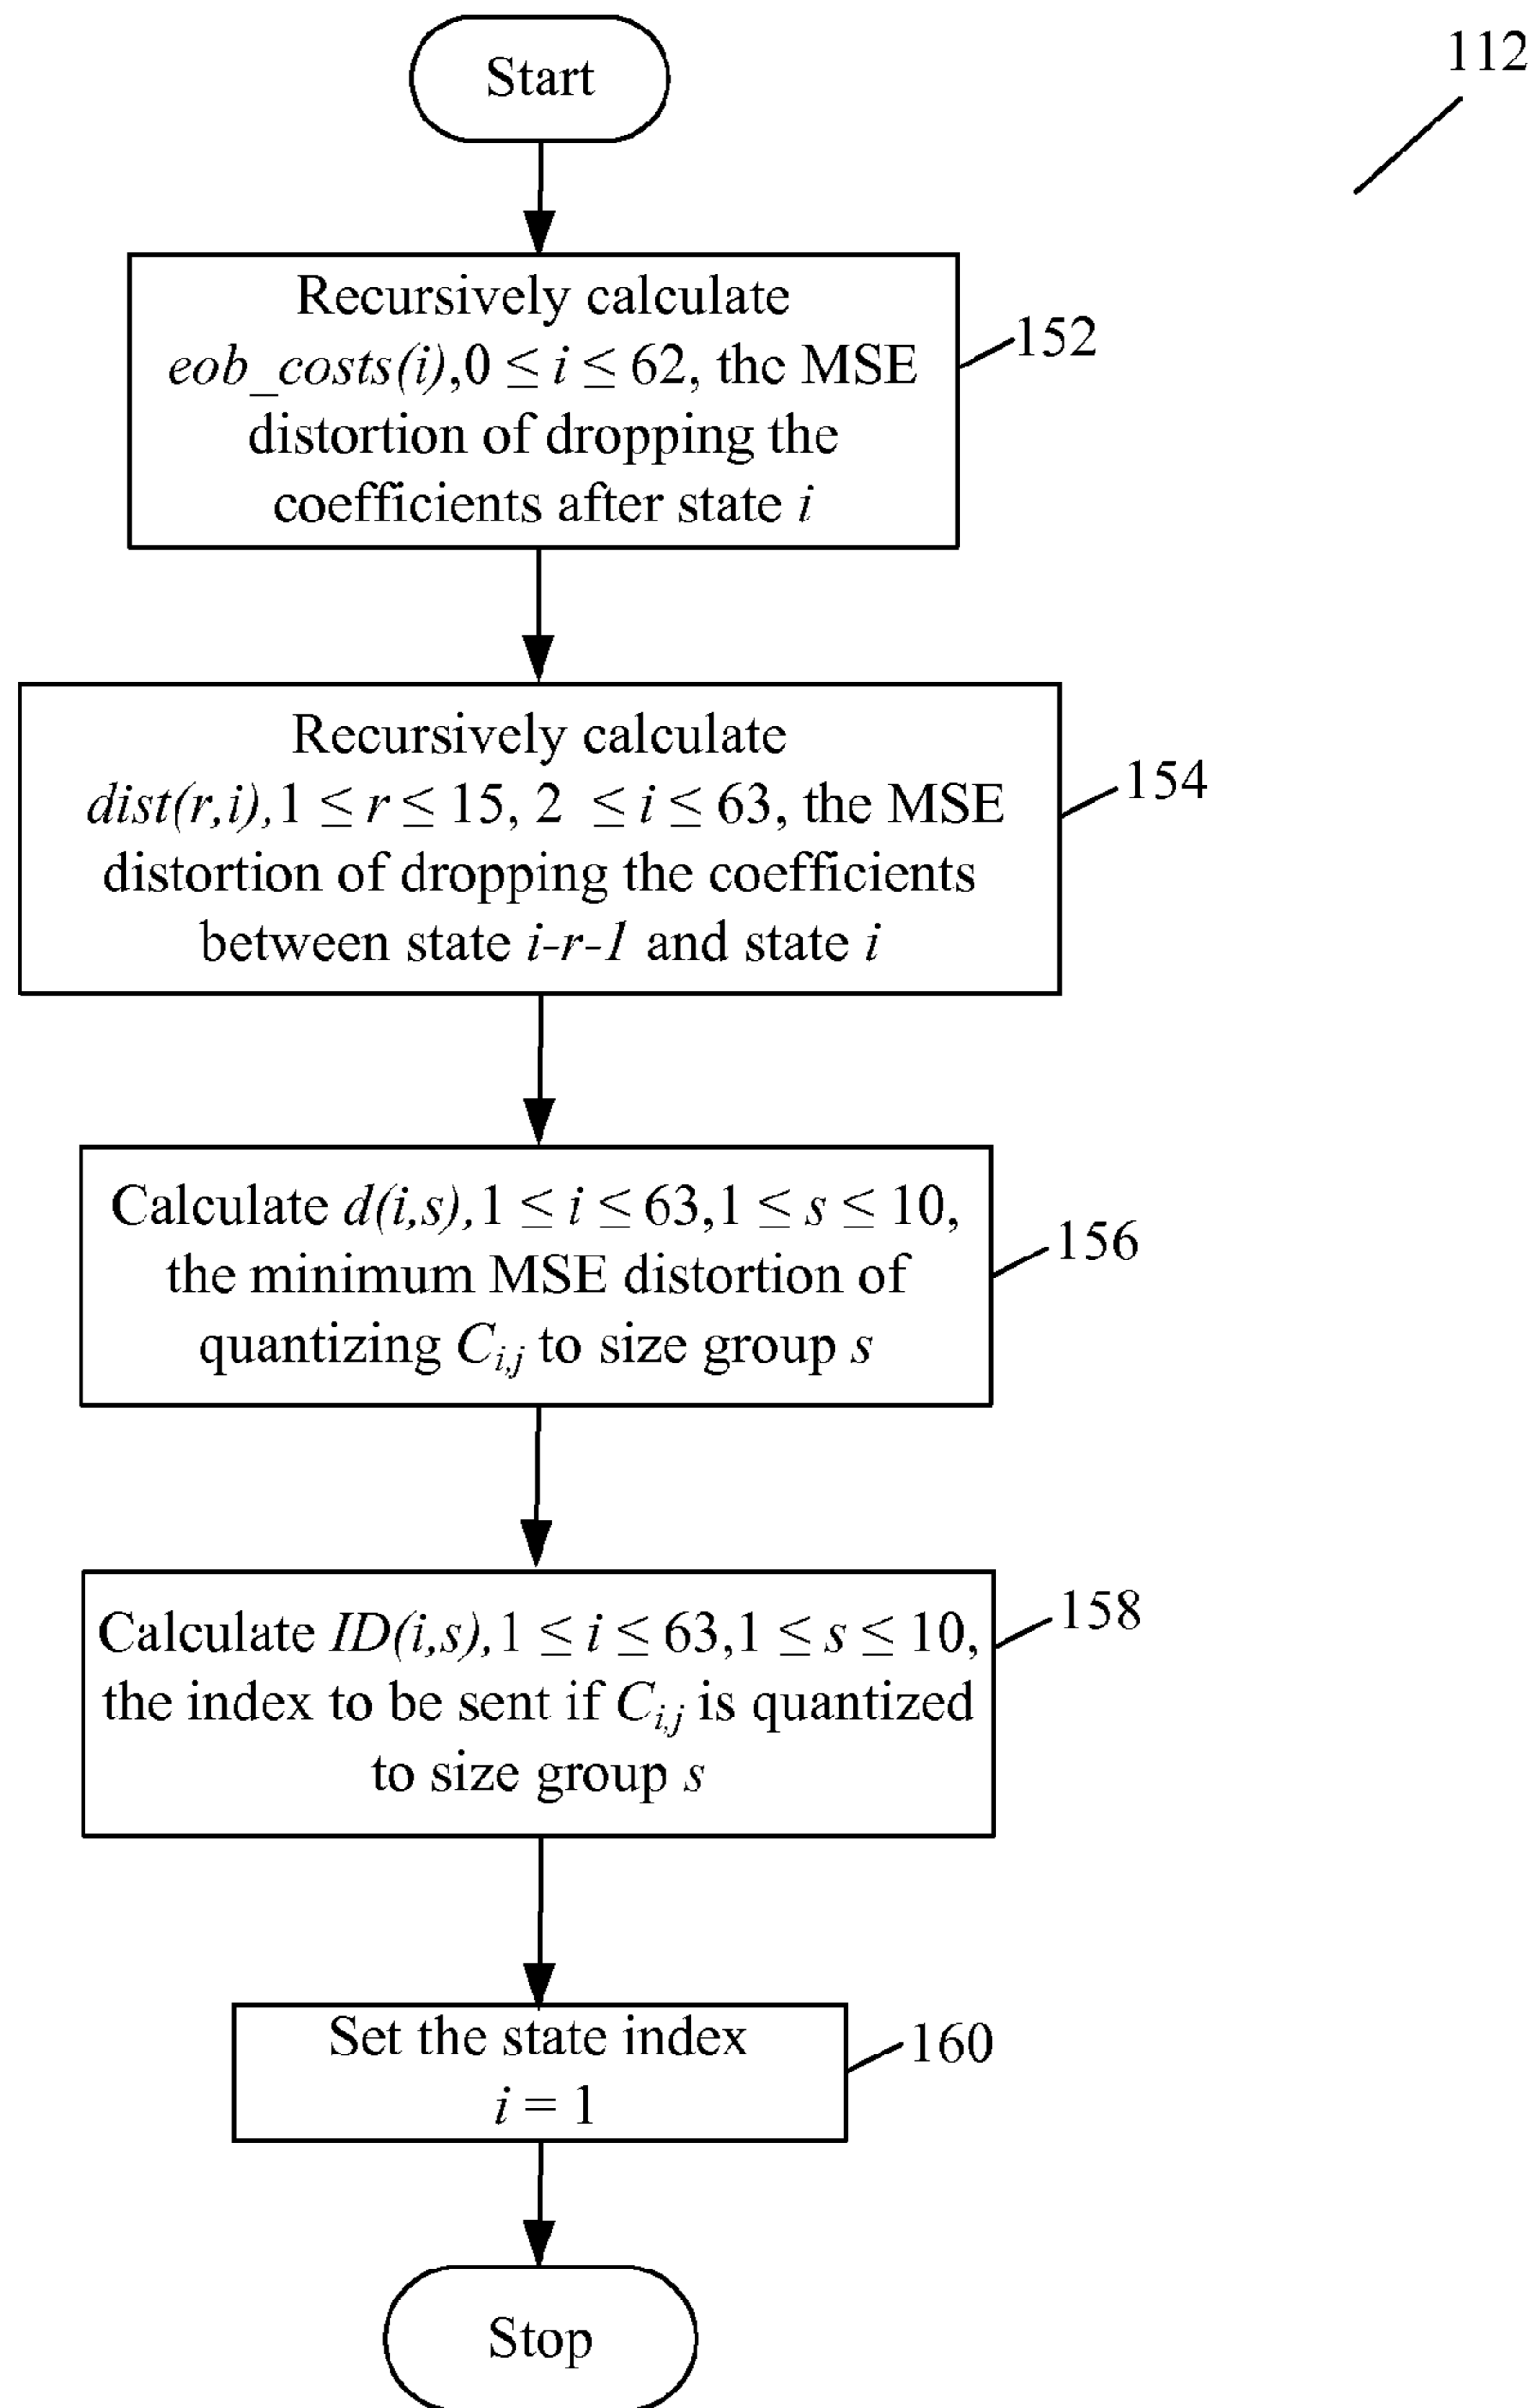 Start
112
Recursively calculate
eob_costs(i),0 ≤ i ≤ 62, the MSE
distortion of dropping the
coefficients after state i
152
Recursively calculate
dist(r,i),1 ≤ r ≤ 15, 2 ≤ i ≤ 63, the MSE
distortion of dropping the coefficients
between state i-r-1 and state i
154
Calculate d(i,s),1 ≤ i ≤ 63,1 ≤ s ≤ 10,
the minimum MSE distortion of
quantizing C_{i,j} to size group s
156
Calculate ID(i,s),1 ≤ i ≤ 63,1 ≤ s ≤ 10,
the index to be sent if C_{i,j} is quantized
to size group s
158
Set the state index
i = 1
160
Stop